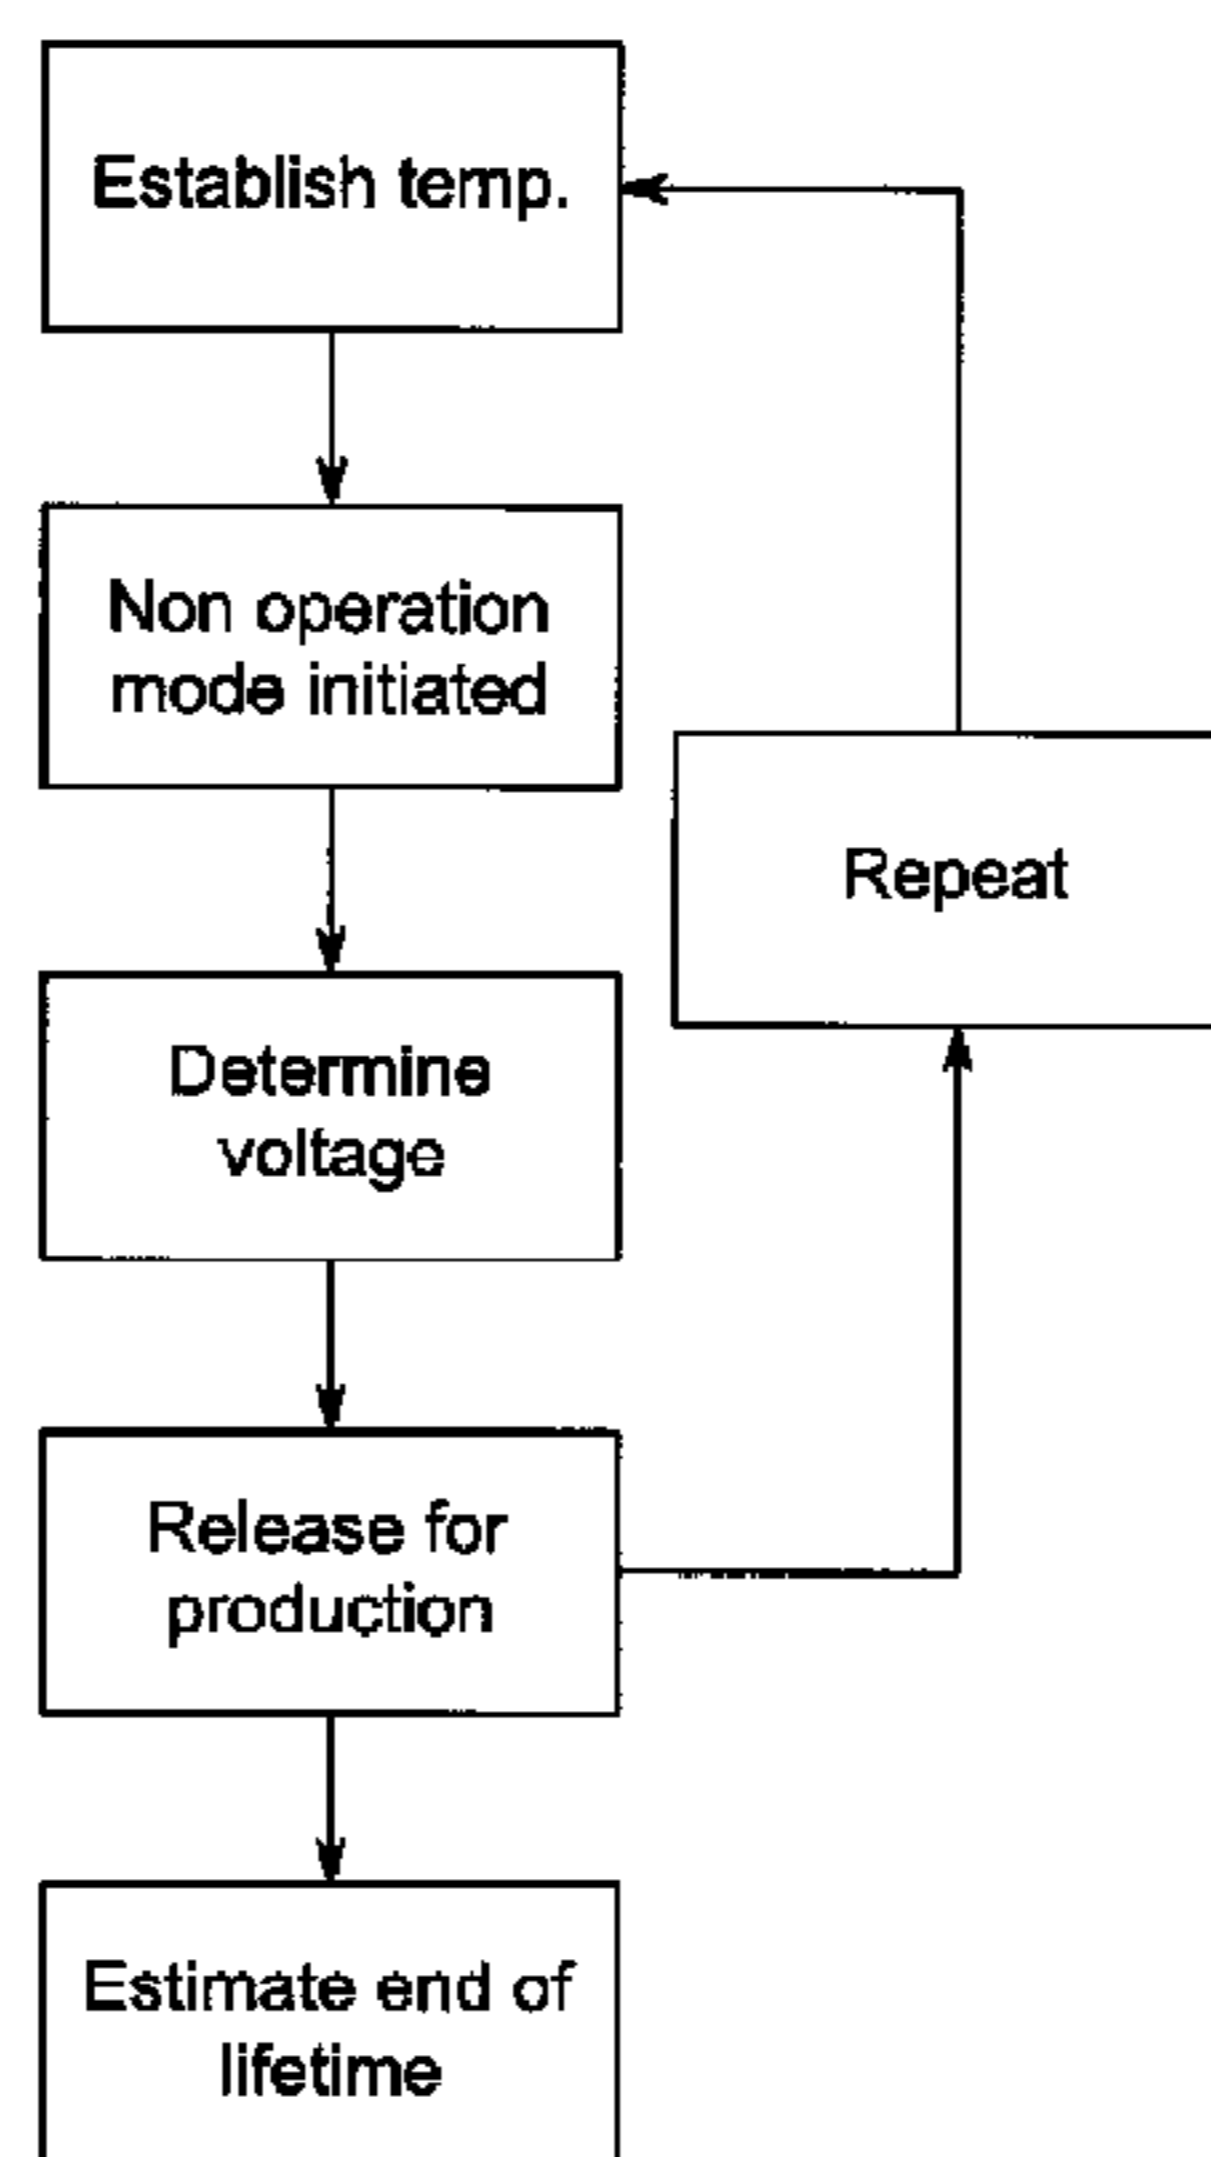 Establish temp.
Non operation
mode initiated
Repeat
Determine
voltage
Release for
production
Estimate end of
lifetime